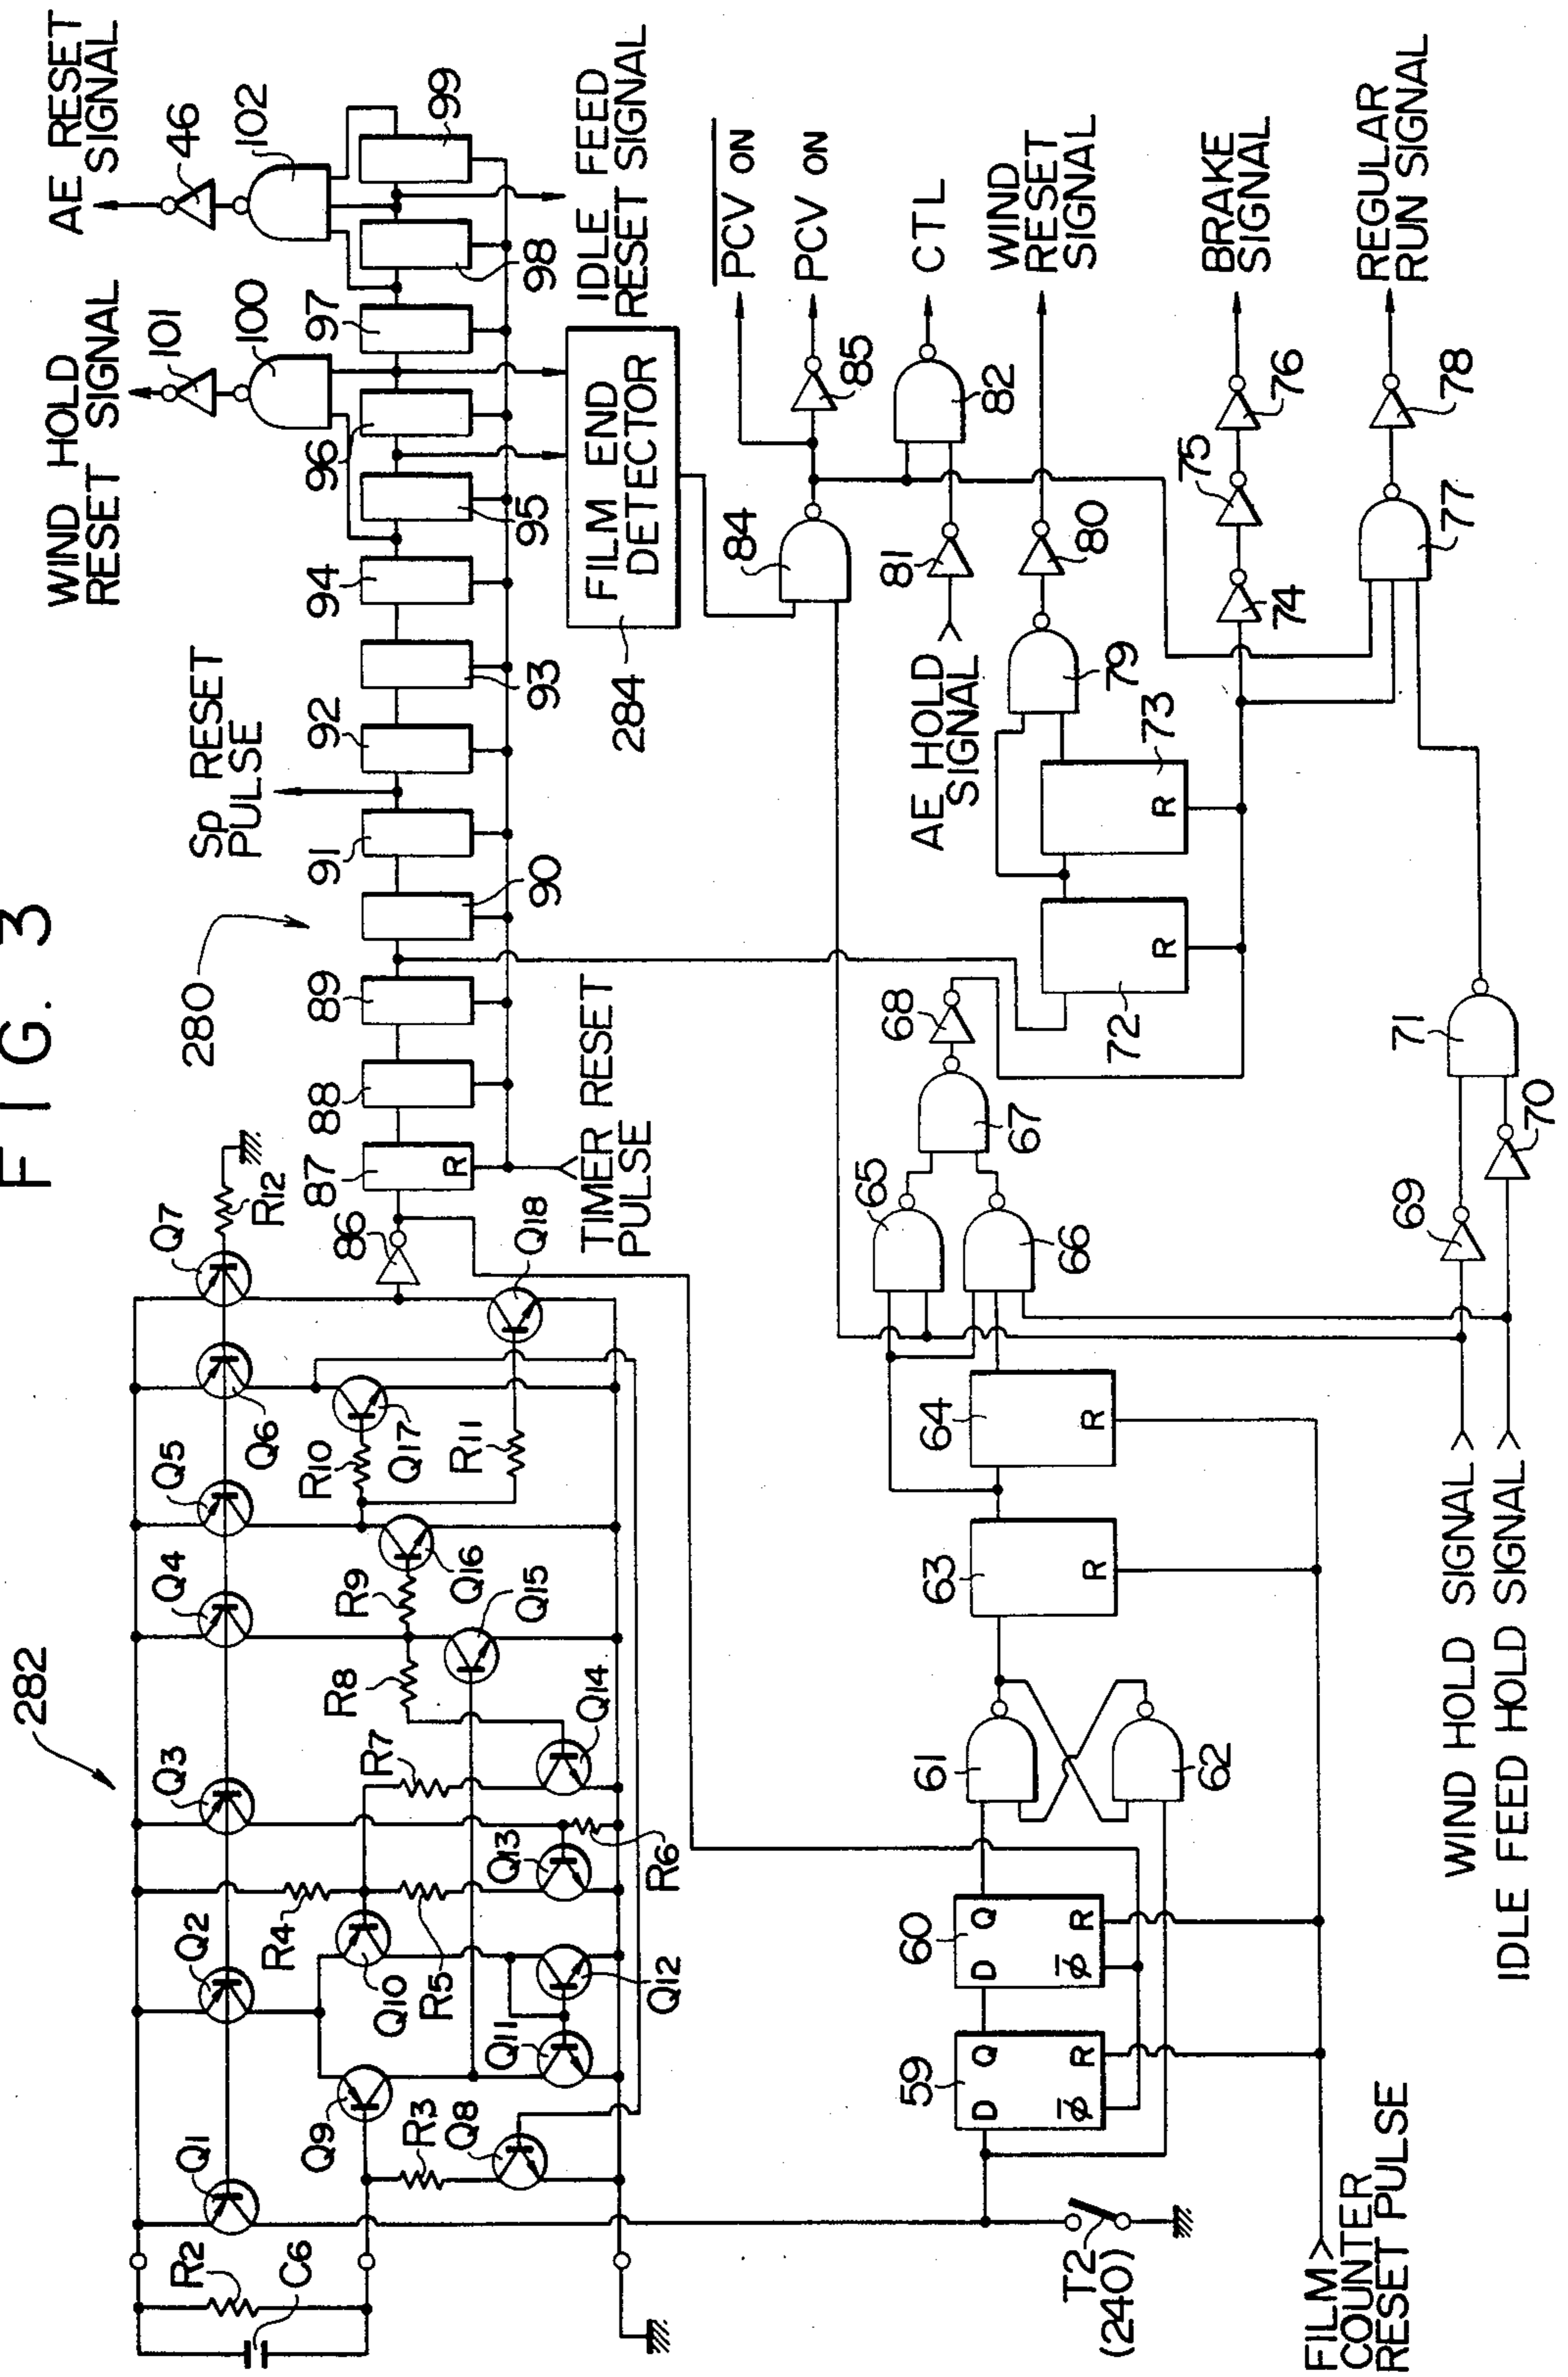 FIG. 3
282
280
R2
C6
Q1
Q2
Q3
Q4
Q5
Q6
Q7
R12
Q9
R3
Q8
R4
Q10
R5
Q11
Q12
Q13
R6
R7
Q14
R8
R9
Q15
Q16
R10
Q17
R11
Q18
86
87
R
88
89
90
91
92
93
94
95
96
97
98
99
TIMER RESET
PULSE
Sp RESET
PULSE
WIND HOLD
RESET SIGNAL
101
100
AE RESET
SIGNAL
46
102
IDLE FEED
RESET SIGNAL
FILM END
DETECTOR
284
84
85
PCV ON
PCV ON
CTL
82
81
AE HOLD
SIGNAL
WIND
RESET
SIGNAL
80
79
73
R
72
R
BRAKE
SIGNAL
76
75
74
REGULAR
RUN SIGNAL
78
77
71
70
69
68
67
65
66
64
R
63
R
61
62
60
D
Q
φ
R
59
D
Q
φ
R
T2
(240)
FILM
COUNTER
RESET PULSE
WIND HOLD SIGNAL
IDLE FEED HOLD SIGNAL